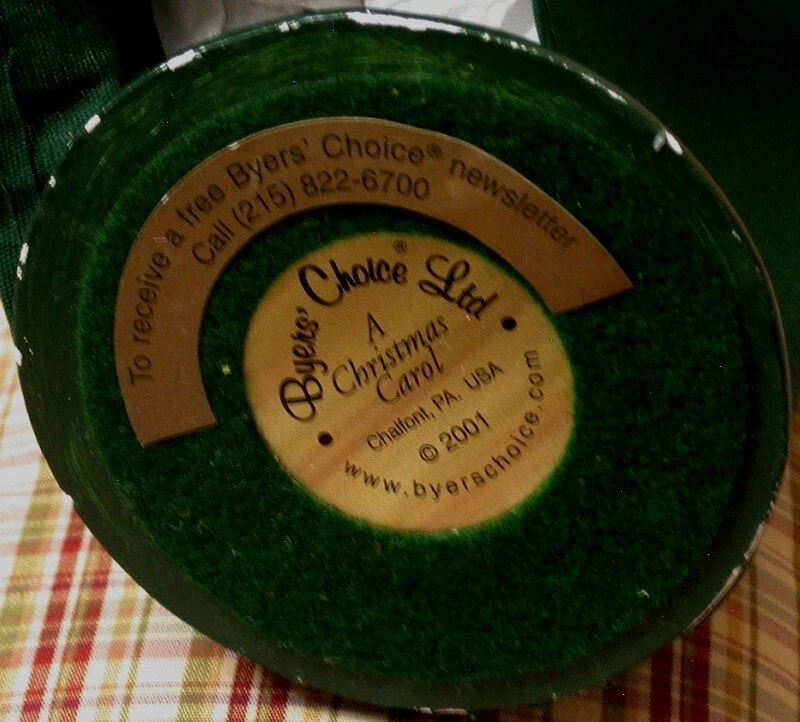 To receive a free Byers' Choice® newsletter
Call (215) 822-6700
Byers' Choice® Ltd
A
Christmas
Carol
Chalfont, PA, USA
© 2001
www.byerschoice.com